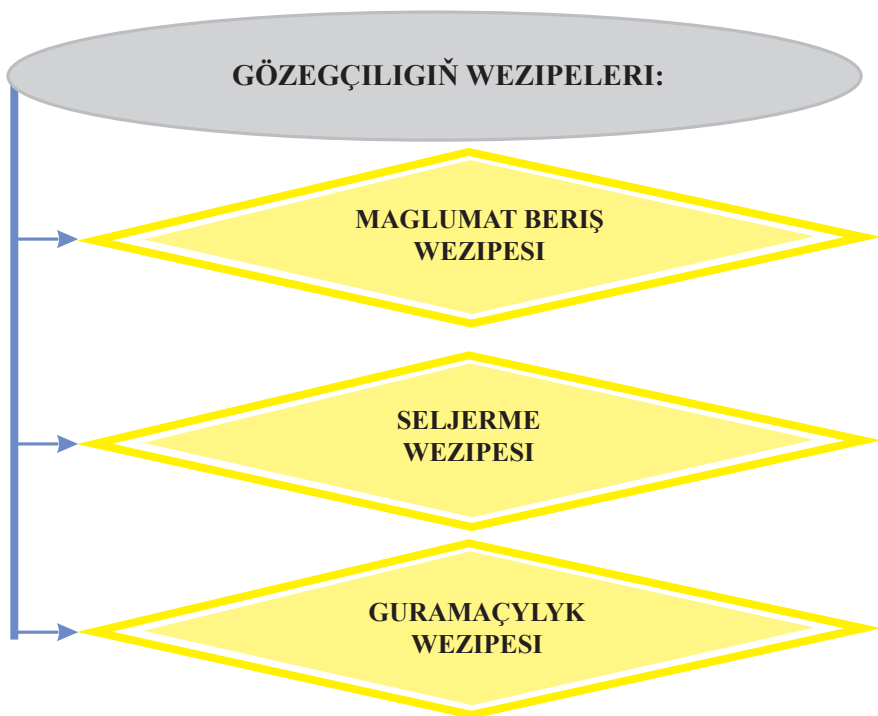 GÖZEGÇILIGIŇ WEZIPELERI:
MAGLUMAT BERIŞ
WEZIPESI
SELJERME
WEZIPESI
GURAMAÇYLYK
WEZIPESI